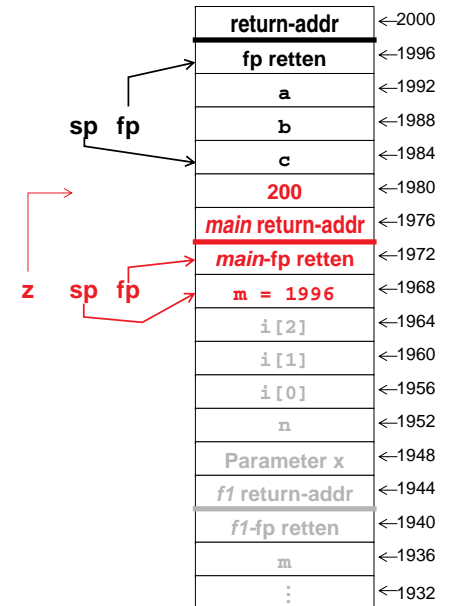 return-addr 2000
fp retten 1996
a 1992
sp fp b 1988
c 1984
200 1980
main return-addr 1976
main-fp retten 1972
z sp fp m = 1996 1968
i[2] 1964
i[1] 1960
i[0] 1956
n 1952
Parameter x 1948
f1 return-addr 1944
f1-fp retten 1940
m 1936
⋮ 1932